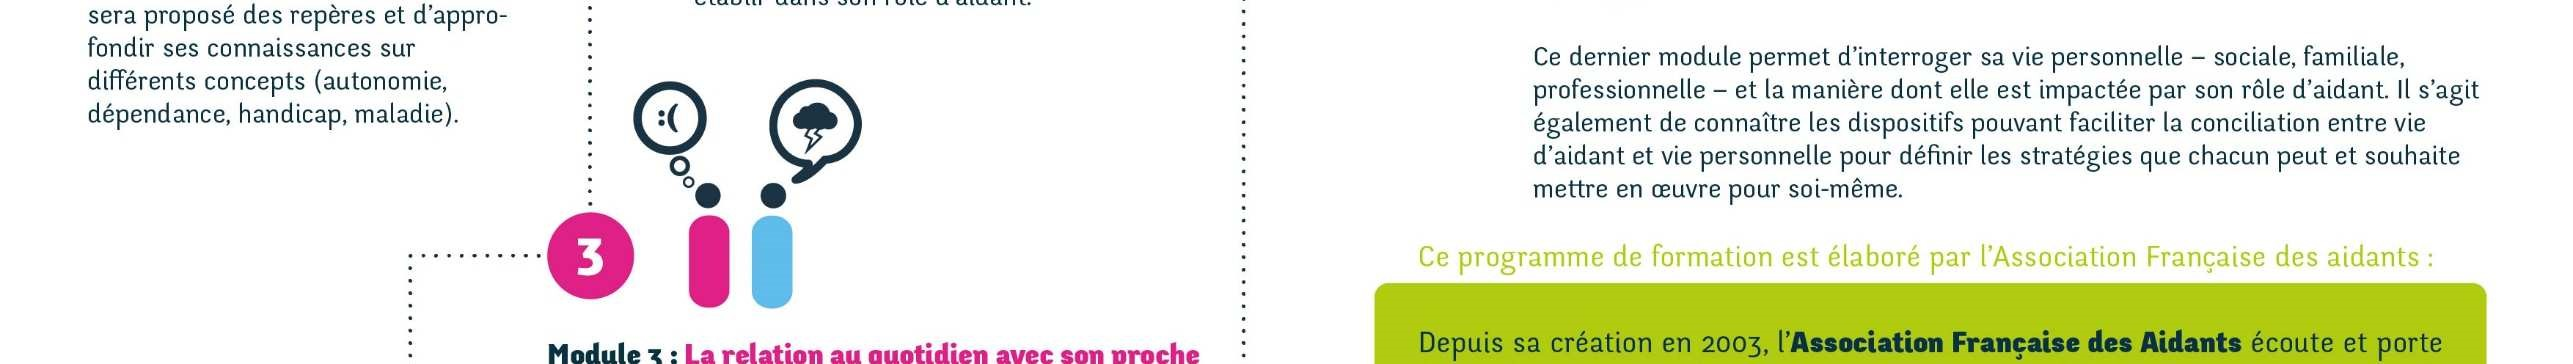 sera proposé des repères et d'appro-
fondir ses connaissances sur
différents concepts (autonomie,
dépendance, handicap, maladie).
établir dans son rôle d'aidant.
:(
3
Module 3 : La relation au quotidien avec son proche
Ce dernier module permet d'interroger sa vie personnelle – sociale, familiale,
professionnelle – et la manière dont elle est impactée par son rôle d'aidant. Il s'agit
également de connaître les dispositifs pouvant faciliter la conciliation entre vie
d'aidant et vie personnelle pour définir les stratégies que chacun peut et souhaite
mettre en œuvre pour soi-même.
Ce programme de formation est élaboré par l'Association Française des aidants :
Depuis sa création en 2003, l'Association Française des Aidants écoute et porte